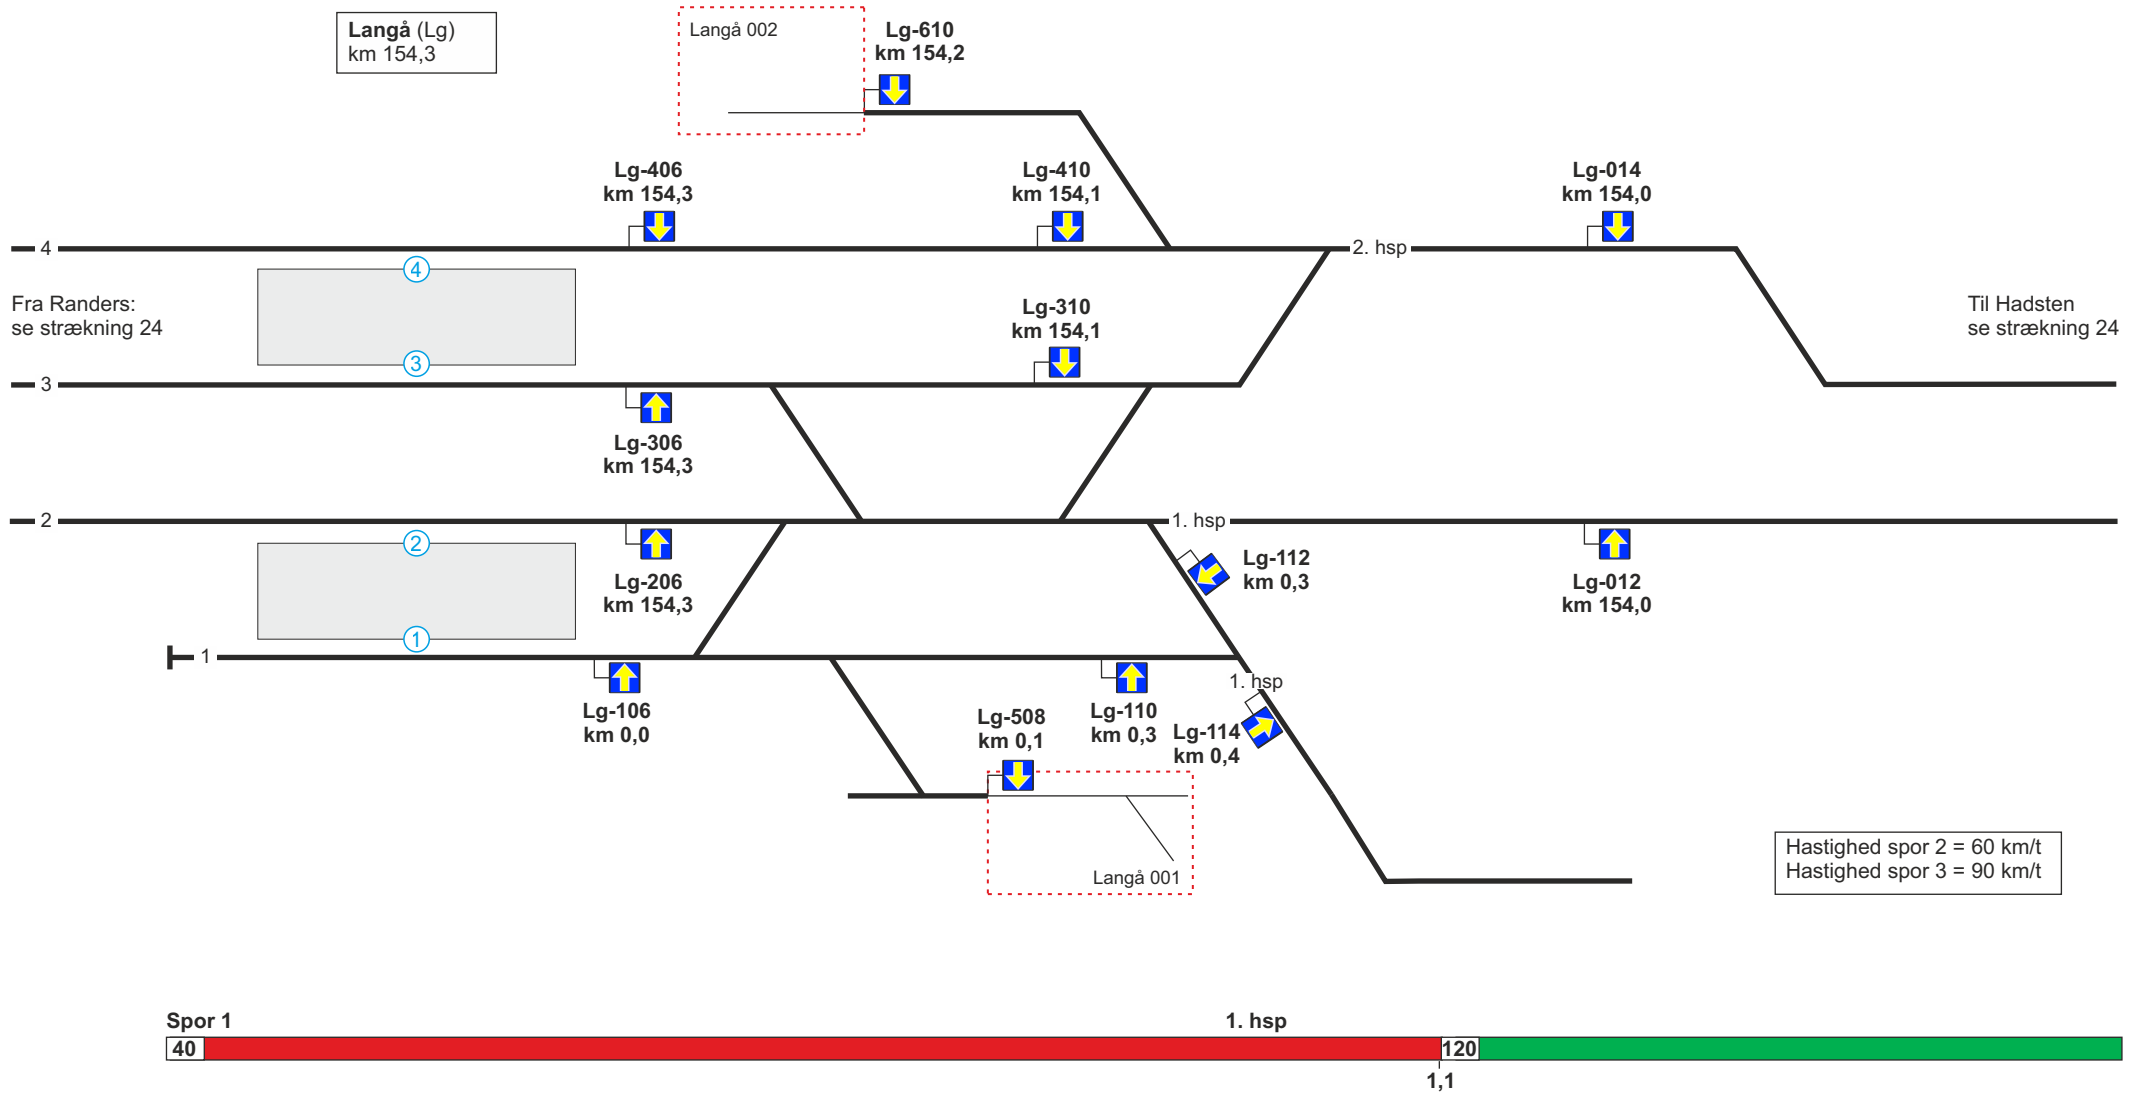 Langå (Lg)
km 154,3
Langå 002
Lg-610
km 154,2
Lg-406
km 154,3
Lg-410
km 154,1
Lg-014
km 154,0
4
2. hsp
4
Fra Randers:
se strækning 24
Lg-310
km 154,1
Til Hadsten
se strækning 24
3
3
Lg-306
km 154,3
2
1. hsp
2
Lg-206
km 154,3
Lg-112
km 0,3
Lg-012
km 154,0
1
1
1. hsp
Lg-106
km 0,0
Lg-508
km 0,1
Lg-110
km 0,3
Lg-114
km 0,4
Langå 001
Hastighed spor 2 = 60 km/t
Hastighed spor 3 = 90 km/t
Spor 1
1. hsp
40
120
1,1